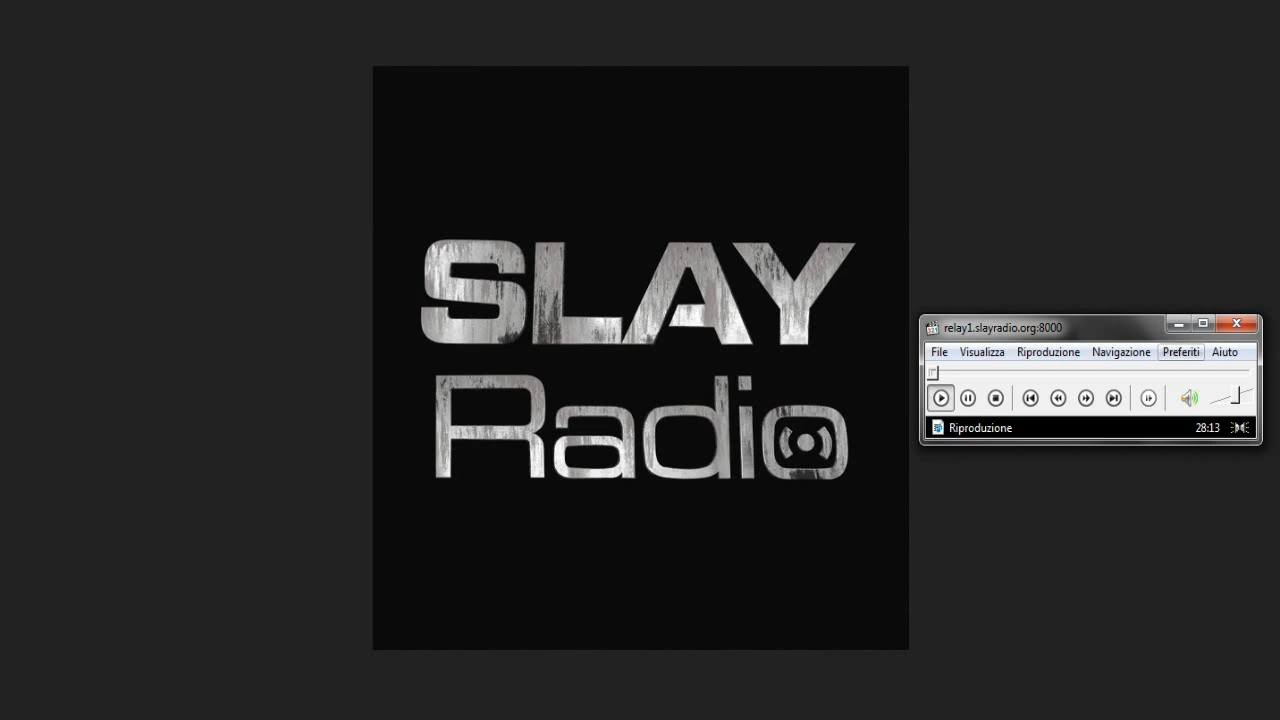 SLAY
Radio
relay1.slayradio.org:8000
File Visualizza Riproduzione Navigazione Preferiti Aiuto
Riproduzione 28:13